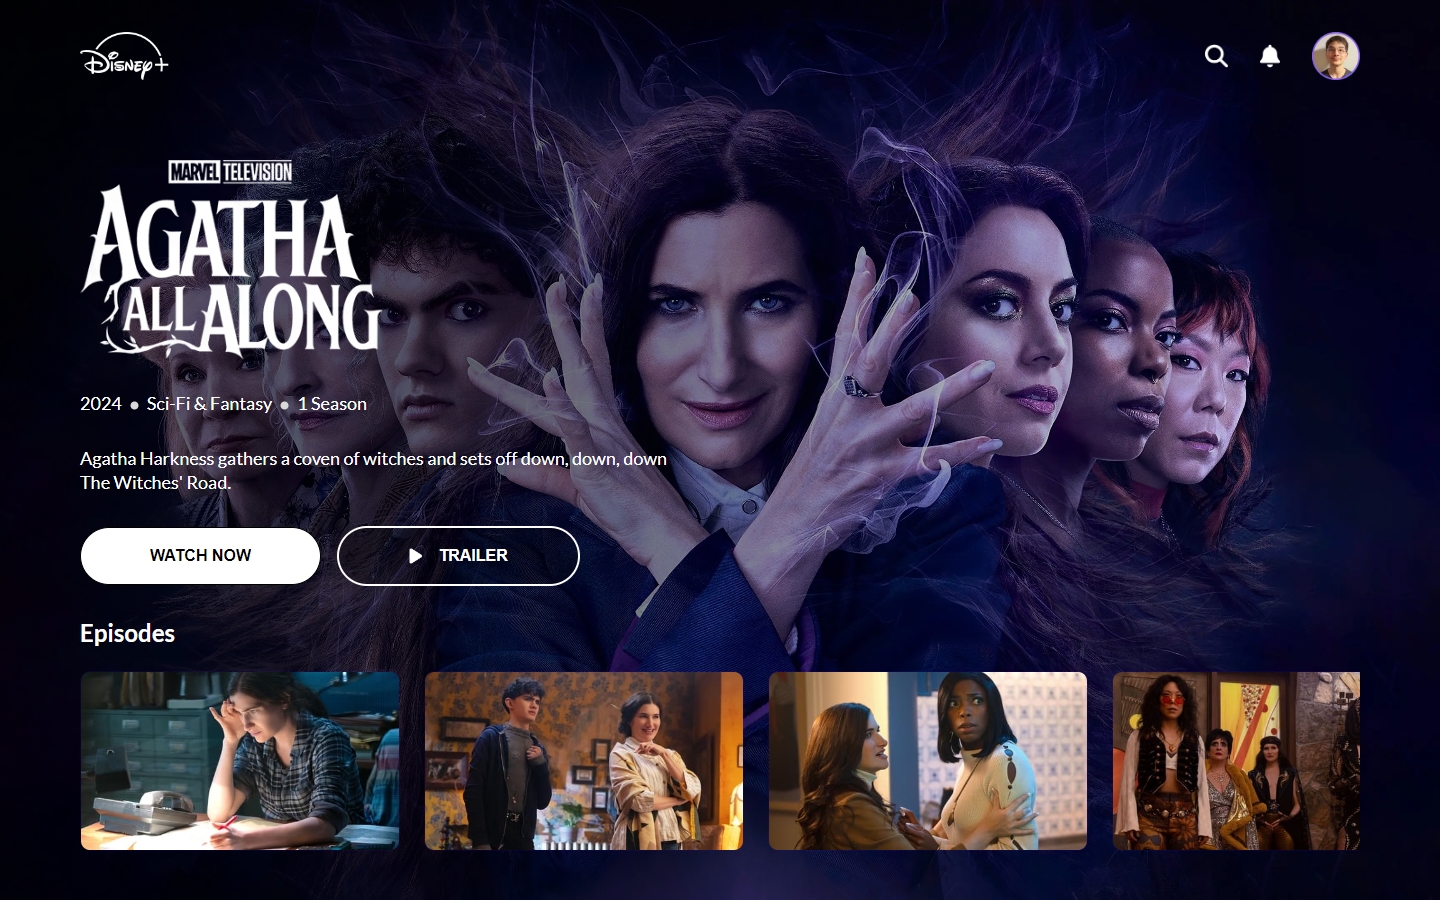 Disney+
MARVEL TELEVISION
AGATHA
ALL ALONG
2024 ● Sci-Fi & Fantasy ● 1 Season
Agatha Harkness gathers a coven of witches and sets off down, down, down
The Witches' Road.
WATCH NOW
TRAILER
Episodes